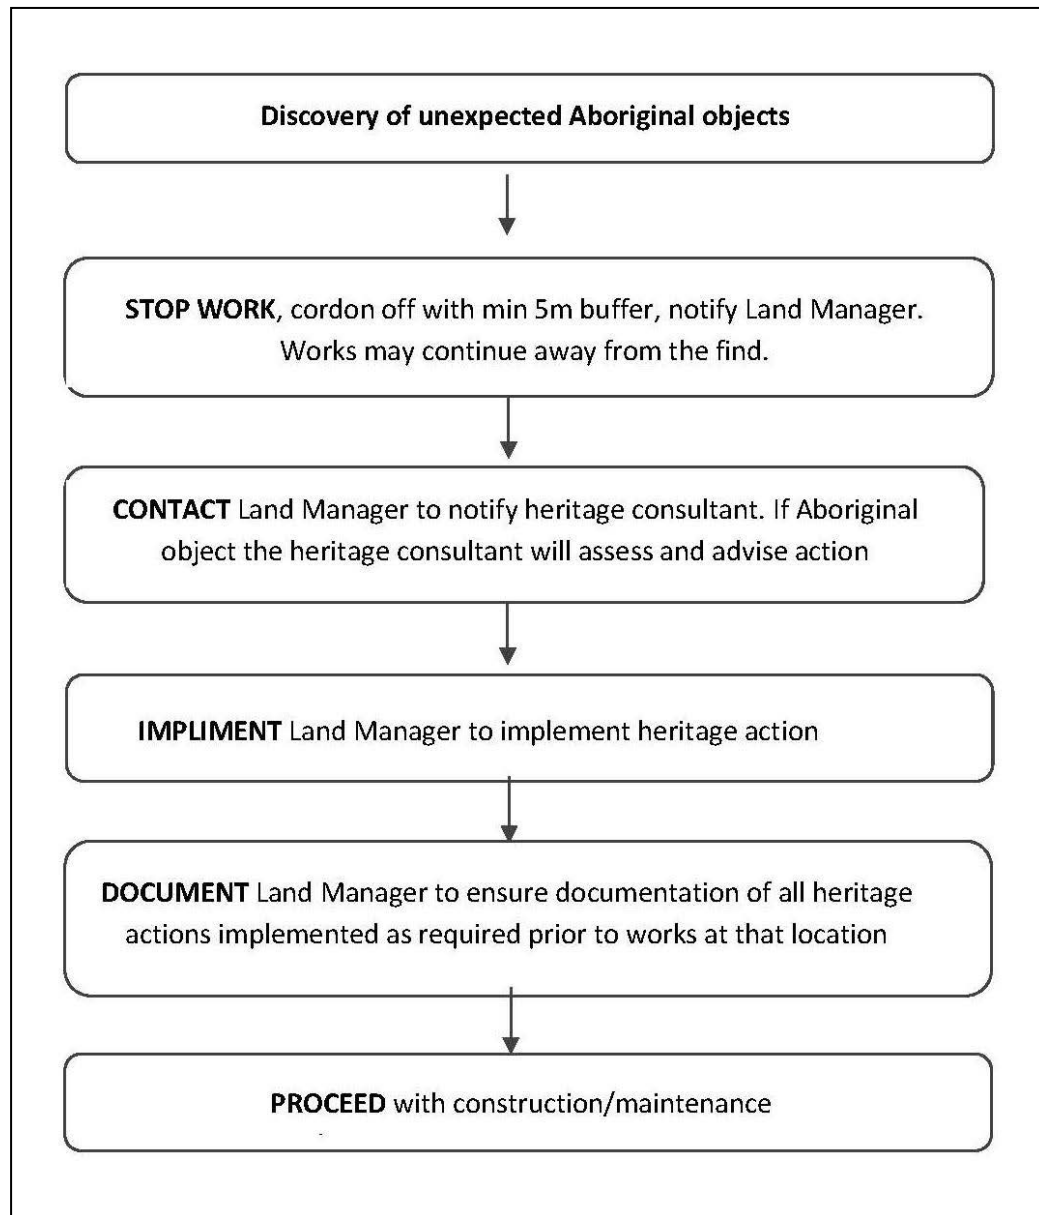 Discovery of unexpected Aboriginal objects
STOP WORK, cordon off with min 5m buffer, notify Land Manager.
Works may continue away from the find.
CONTACT Land Manager to notify heritage consultant. If Aboriginal
object the heritage consultant will assess and advise action
IMPLIMENT Land Manager to implement heritage action
DOCUMENT Land Manager to ensure documentation of all heritage
actions implemented as required prior to works at that location
PROCEED with construction/maintenance